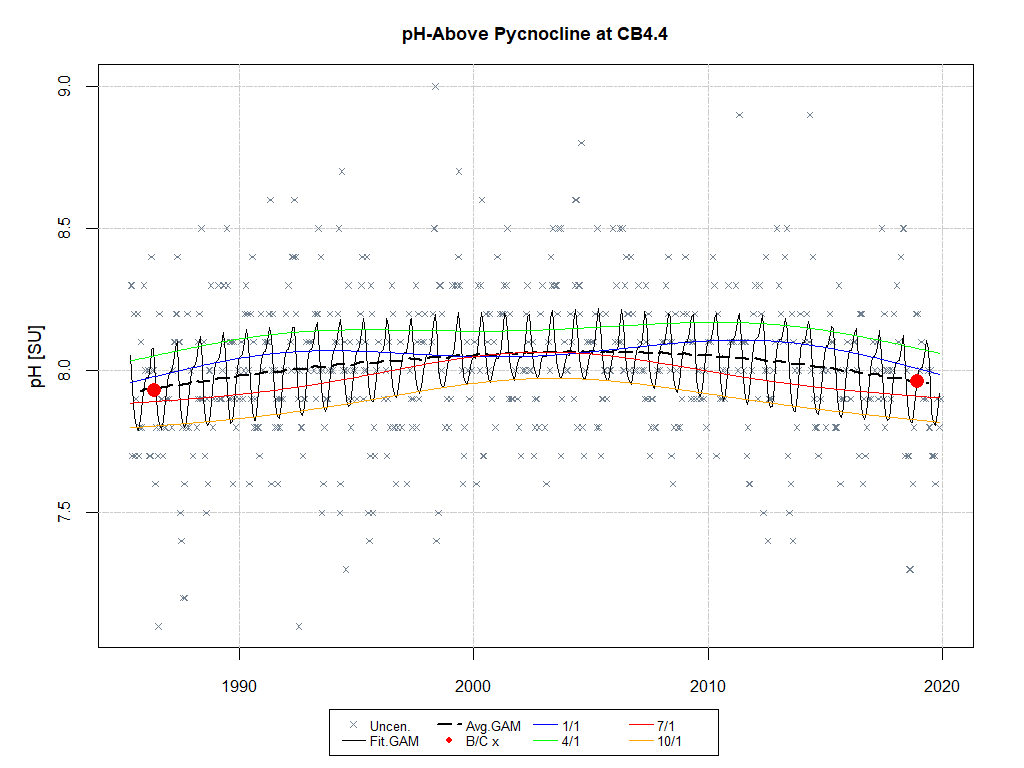 pH-Above Pycnocline at CB4.4
9.0
8.5
8.0
7.5
pH [SU]
1990 2000 2010 2020
Uncen. Avg.GAM 1/1 7/1
Fit.GAM B/C x 4/1 10/1